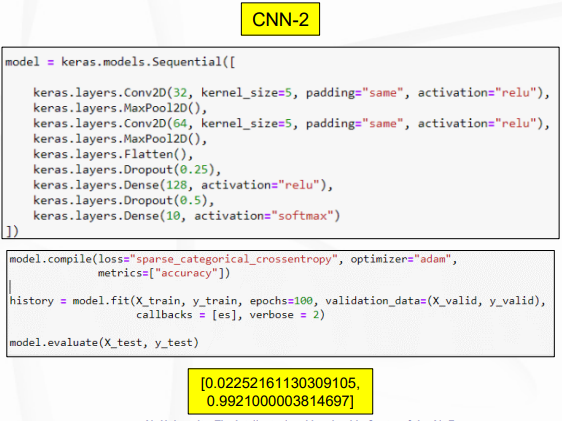 CNN-2
model = keras.models.Sequential([
keras.layers.Conv2D(32, kernel_size=5, padding="same", activation="relu"),
keras.layers.MaxPool2D(),
keras.layers.Conv2D(64, kernel_size=5, padding="same", activation="relu"),
keras.layers.MaxPool2D(),
keras.layers.Flatten(),
keras.layers.Dropout(0.25),
keras.layers.Dense(128, activation="relu"),
keras.layers.Dropout(0.5),
keras.layers.Dense(10, activation="softmax")
])
model.compile(loss="sparse_categorical_crossentropy", optimizer="adam",
metrics=["accuracy"])
history = model.fit(X_train, y_train, epochs=100, validation_data=(X_valid, y_valid),
callbacks = [es], verbose = 2)
model.evaluate(X_test, y_test)
[0.02252161130309105,
0.9921000003814697]